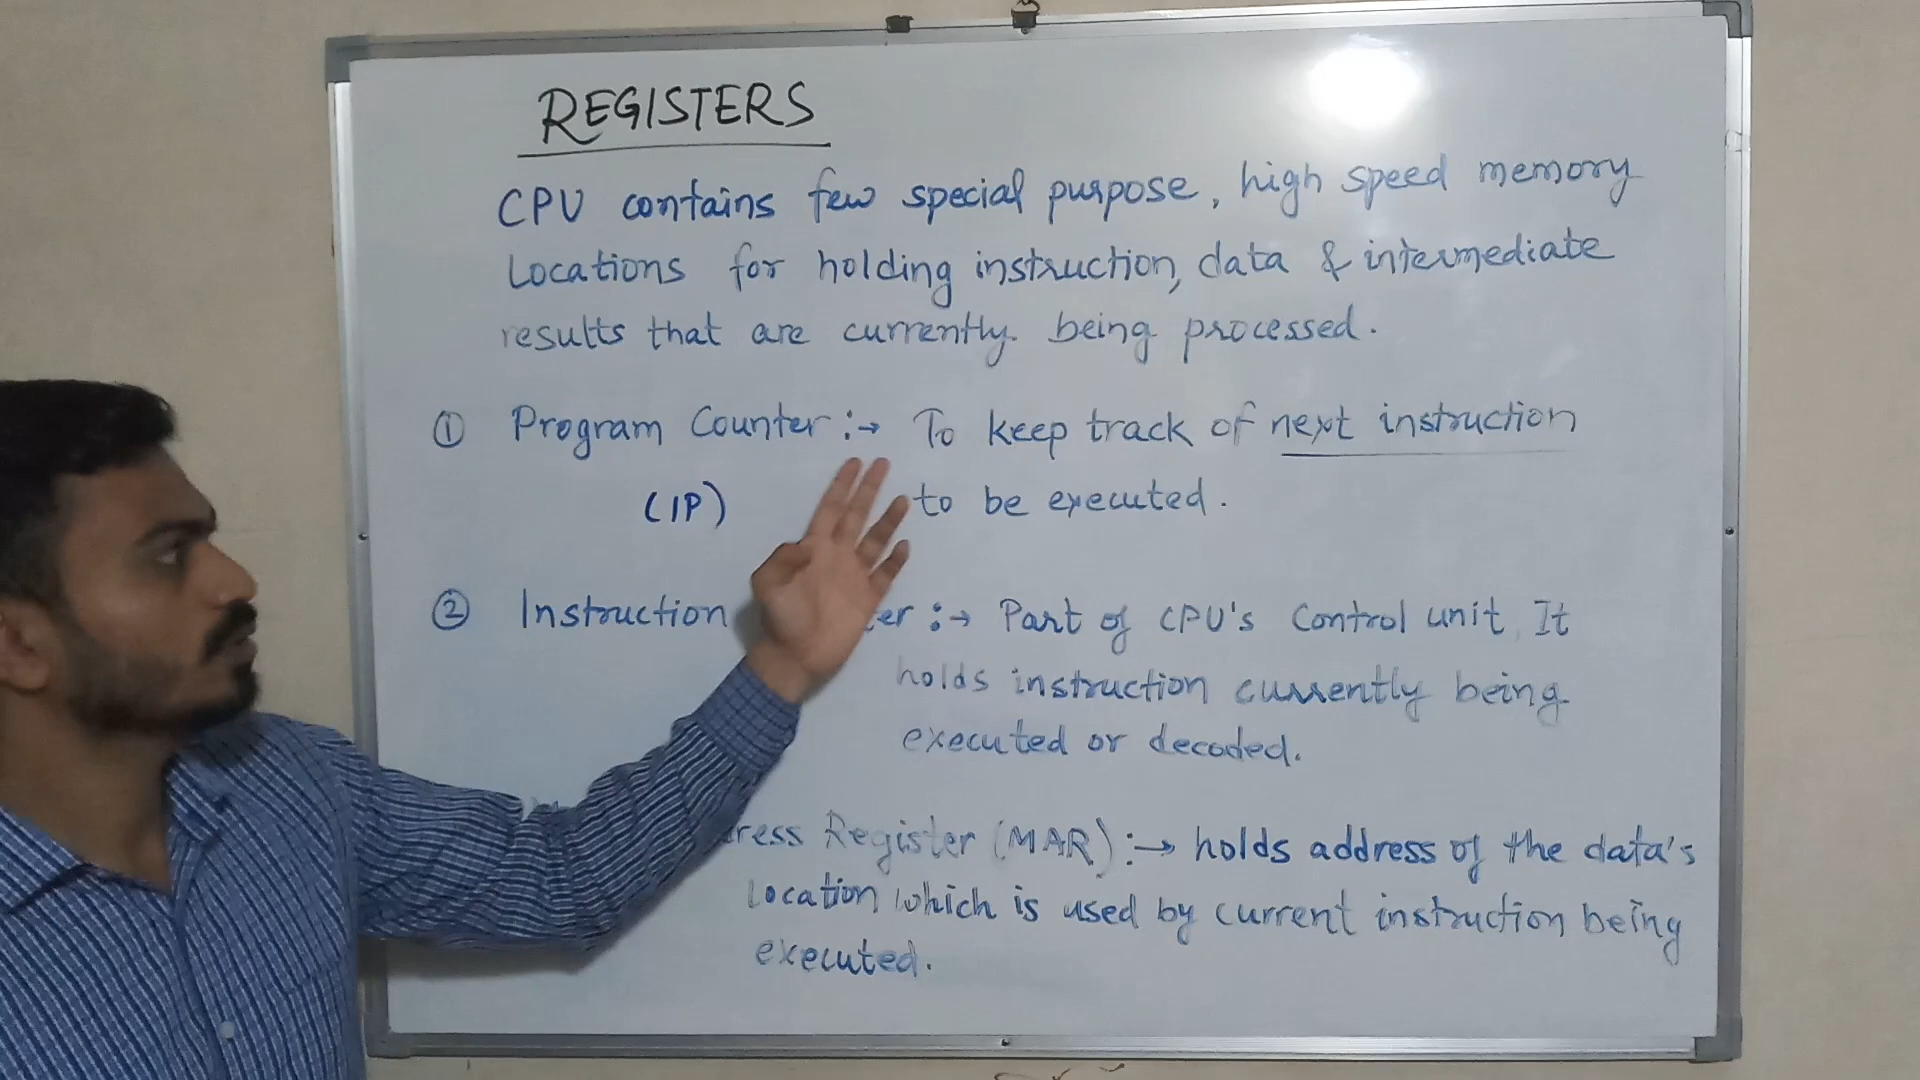 REGISTERS
CPU contains few special purpose, high speed memory
Locations for holding instruction, data & intermediate
results that are currently being processed.
① Program Counter :→ To keep track of next instruction
(IP) to be executed.
② Instruction :→ Part of CPU's Control unit. It
holds instruction currently being
executed or decoded.
Register (MAR) :→ holds address of the data's
Location which is used by current instruction being
executed.